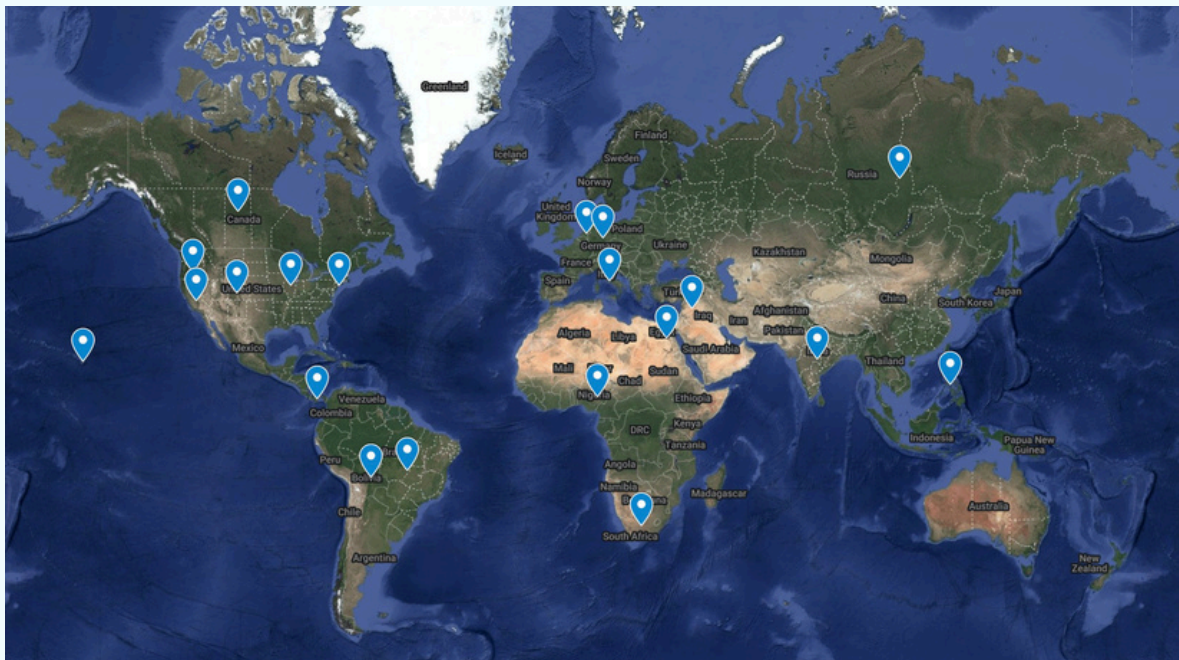 Greenland
Iceland
Finland
Sweden
Norway
Russia
Canada
United
Kingdom
Poland
Germany
Ukraine
Kazakhstan
Mongolia
France
Spain
United States
Japan
South Korea
China
Iraq
Iran
Afghanistan
Pakistan
Algeria
Libya
Saudi Arabia
Mexico
Thailand
Mali
Chad
Sudan
Nigeria
Ethiopia
Venezuela
Colombia
Kenya
DRC
Tanzania
Indonesia
Papua New
Guinea
Peru
Bolivia
Angola
Namibia
Madagascar
Chile
Australia
South Africa
Argentina
New
Zealand